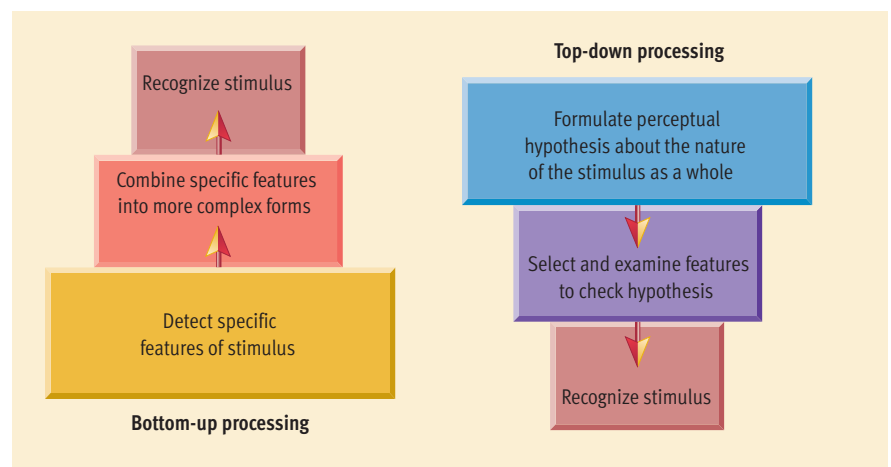 Recognize stimulus
Combine specific features
into more complex forms
Detect specific
features of stimulus
Bottom-up processing
Top-down processing
Formulate perceptual
hypothesis about the nature
of the stimulus as a whole
Select and examine features
to check hypothesis
Recognize stimulus